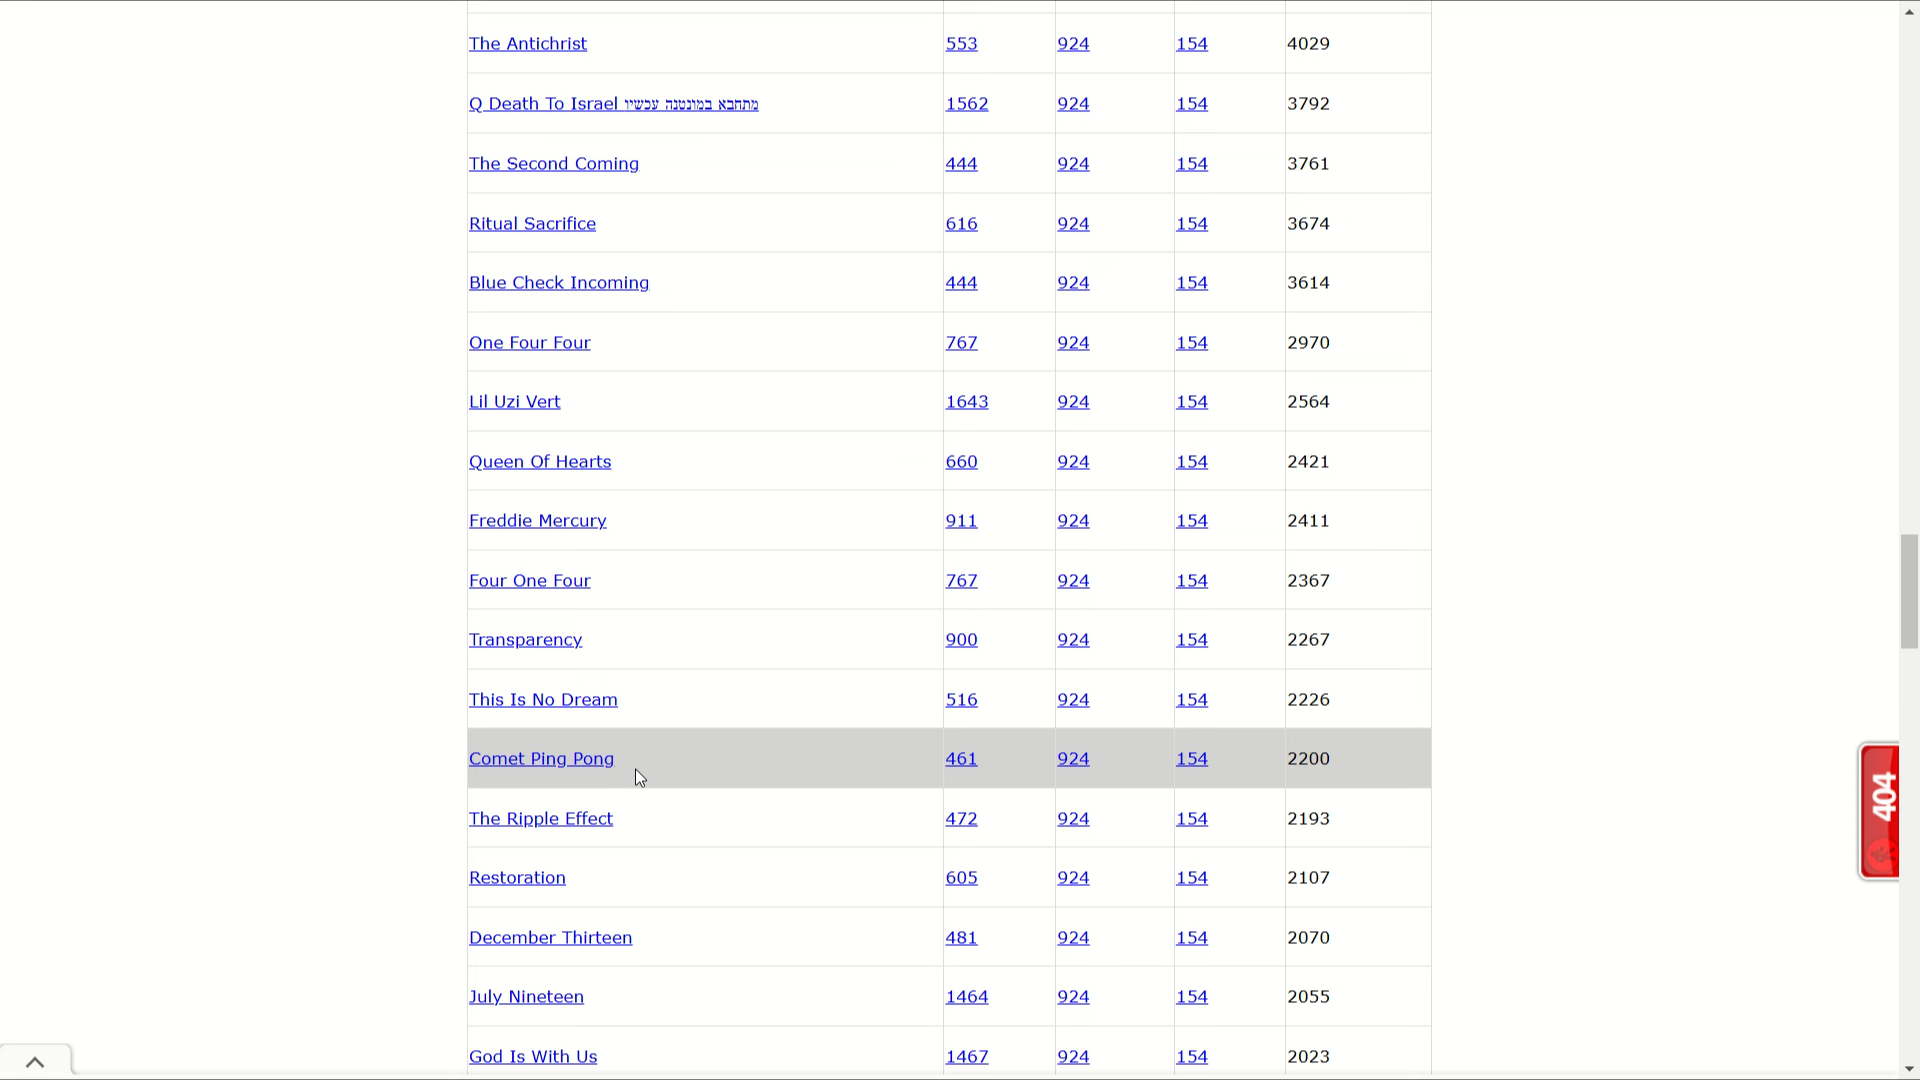 The Antichrist 553 924 154 4029
Q Death To Israel מתחבא במונטנה עכשיו 1562 924 154 3792
The Second Coming 444 924 154 3761
Ritual Sacrifice 616 924 154 3674
Blue Check Incoming 444 924 154 3614
One Four Four 767 924 154 2970
Lil Uzi Vert 1643 924 154 2564
Queen Of Hearts 660 924 154 2421
Freddie Mercury 911 924 154 2411
Four One Four 767 924 154 2367
Transparency 900 924 154 2267
This Is No Dream 516 924 154 2226
Comet Ping Pong 461 924 154 2200
The Ripple Effect 472 924 154 2193
Restoration 605 924 154 2107
December Thirteen 481 924 154 2070
July Nineteen 1464 924 154 2055
God Is With Us 1467 924 154 2023
404